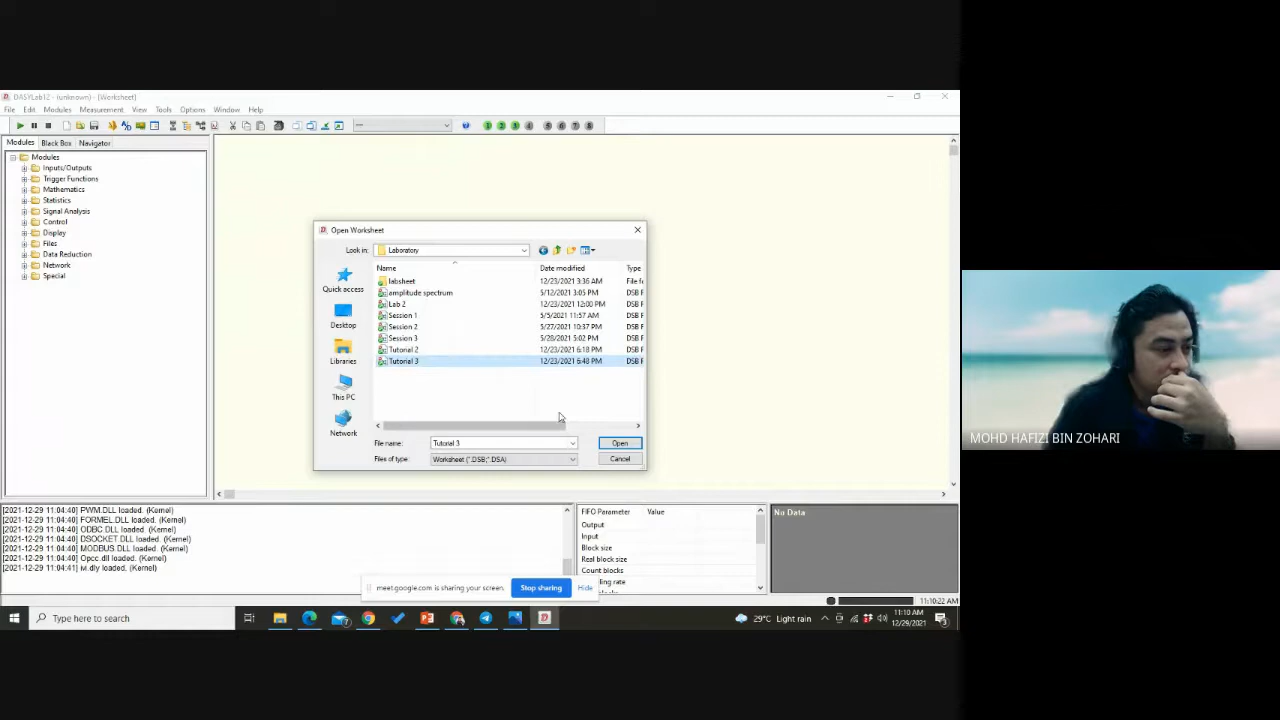 DASYLab12 - (unknown) - [Worksheet]
File Edit Modules Measurement View Tools Options Window Help
Modules Black Box Navigator
Modules
Inputs/Outputs
Trigger Functions
Mathematics
Statistics
Signal Analysis
Control
Display
Files
Data Reduction
Network
Special
Open Worksheet
Look in: Laboratory
Quick access
Desktop
Libraries
This PC
Network
Name Date modified Type
labsheet 12/23/2021 3:36 AM File fo
amplitude spectrum 5/12/2021 3:05 PM DSB F
Lab 2 12/23/2021 12:00 PM DSB F
Session 1 5/5/2021 11:57 AM DSB F
Session 2 5/27/2021 10:37 PM DSB F
Session 3 5/28/2021 5:02 PM DSB F
Tutorial 2 12/23/2021 6:18 PM DSB F
Tutorial 3 12/23/2021 6:48 PM DSB F
File name: Tutorial 3 Open
Files of type: Worksheet (*.DSB;*.DSA) Cancel
[2021-12-29 11:04:40] PWM.DLL loaded. (Kernel)
[2021-12-29 11:04:40] FORMEL.DLL loaded. (Kernel)
[2021-12-29 11:04:40] ODBC.DLL loaded. (Kernel)
[2021-12-29 11:04:40] DSOCKET.DLL loaded. (Kernel)
[2021-12-29 11:04:40] MODBUS.DLL loaded. (Kernel)
[2021-12-29 11:04:40] Opcc.dll loaded. (Kernel)
[2021-12-29 11:04:41] м.dly loaded. (Kernel)
FIFO Parameter Value
Output
Input
Block size
Real block size
Count blocks
ling rate
No Data
meet.google.com is sharing your screen. Stop sharing Hide
11:10:22 AM
Type here to search
29°C Light rain
11:10 AM
12/29/2021
MOHD HAFIZI BIN ZOHARI